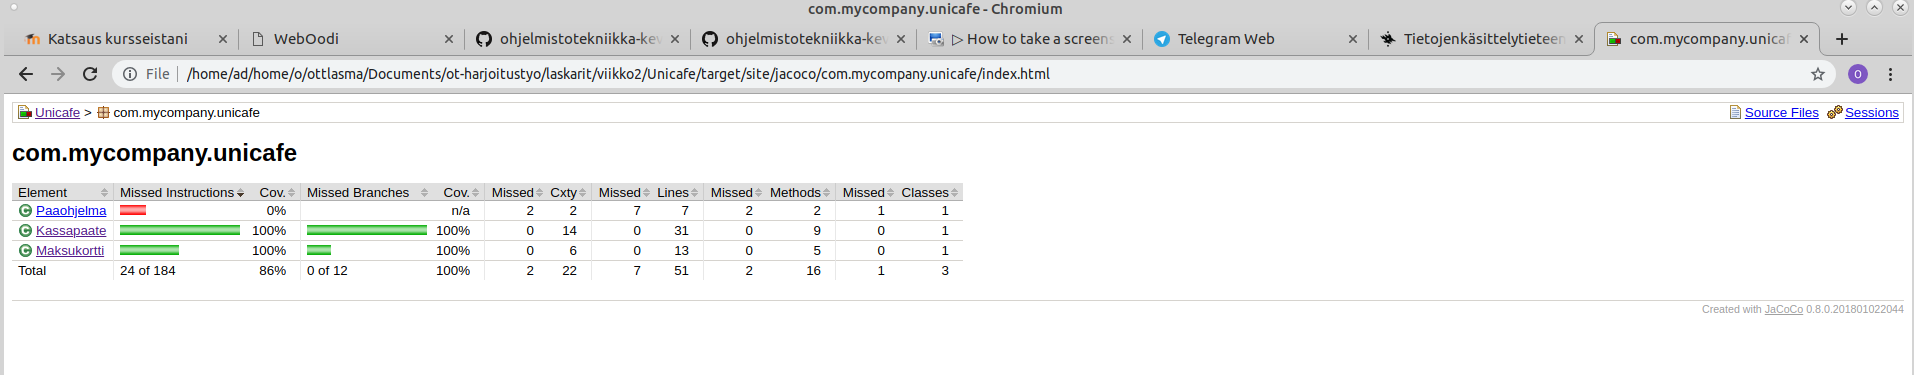 com.mycompany.unicafe - Chromium
Katsaus kursseistani
WebOodi
ohjelmistotekniikka-kev
ohjelmistotekniikka-kev
▷ How to take a screens
Telegram Web
Tietojenkäsittelytieteen
com.mycompany.unicaf
File /home/ad/home/o/ottlasma/Documents/ot-harjoitustyo/laskarit/viikko2/Unicafe/target/site/jacoco/com.mycompany.unicafe/index.html O
Unicafe > com.mycompany.unicafe Source Files Sessions
com.mycompany.unicafe
Element Missed Instructions Cov. Missed Branches Cov. Missed Cxty Missed Lines Missed Methods Missed Classes
Paaohjelma 0% n/a 2 2 7 7 2 2 1 1
Kassapaate 100% 100% 0 14 0 31 0 9 0 1
Maksukortti 100% 100% 0 6 0 13 0 5 0 1
Total 24 of 184 86% 0 of 12 100% 2 22 7 51 2 16 1 3
Created with JaCoCo 0.8.0.201801022044